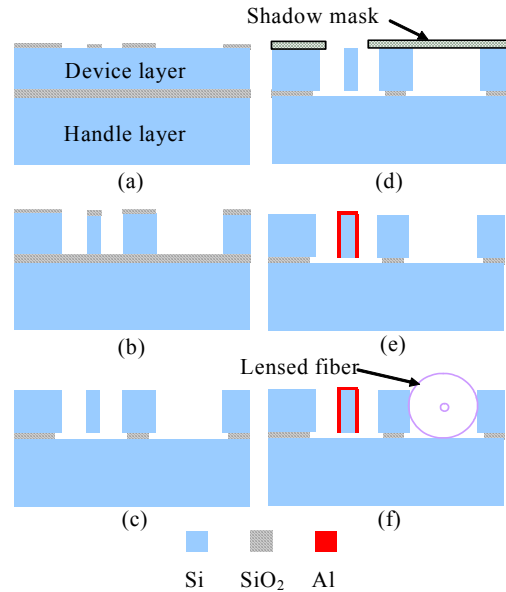 Shadow mask
Device layer
Handle layer
(a)
(d)
(b)
(e)
Lensed fiber
(c)
(f)
Si
SiO₂
Al